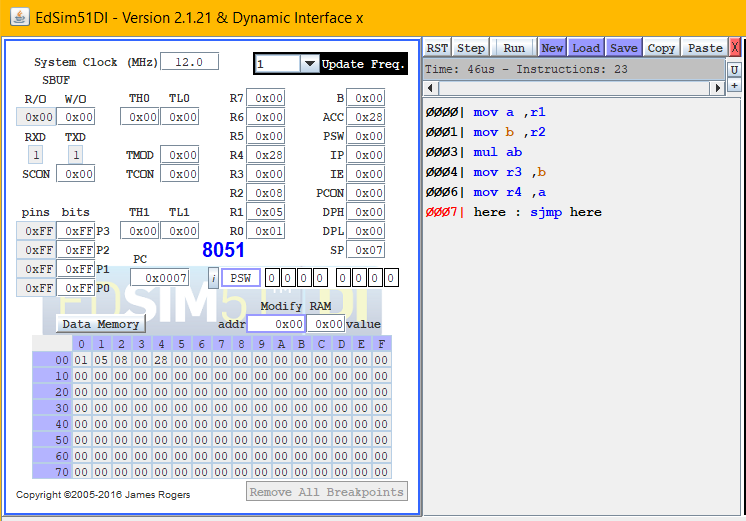 EdSim51DI - Version 2.1.21 & Dynamic Interface x
System Clock (MHz) 12.0 1 Update Freq.
SBUF
R/O W/O TH0 TL0 R7 0x00 B 0x00
0x00 0x00 0x00 0x00 R6 0x00 ACC 0x28
RXD TXD R5 0x00 PSW 0x00
1 1 TMOD 0x00 R4 0x28 IP 0x00
SCON 0x00 TCON 0x00 R3 0x00 IE 0x00
R2 0x08 PCON 0x00
pins bits TH1 TL1 R1 0x05 DPH 0x00
0xFF 0xFF P3 0x00 0x00 R0 0x01 DPL 0x00
0xFF 0xFF P2 PC 8051 SP 0x07
0xFF 0xFF P1 0x0007 i PSW 0 0 0 0 0 0 0 0
0xFF 0xFF P0
EDSIM51DI
Modify RAM
Data Memory addr 0x00 0x00 value
0 1 2 3 4 5 6 7 8 9 A B C D E F
00 01 05 08 00 28 00 00 00 00 00 00 00 00 00 00 00
10 00 00 00 00 00 00 00 00 00 00 00 00 00 00 00 00
20 00 00 00 00 00 00 00 00 00 00 00 00 00 00 00 00
30 00 00 00 00 00 00 00 00 00 00 00 00 00 00 00 00
40 00 00 00 00 00 00 00 00 00 00 00 00 00 00 00 00
50 00 00 00 00 00 00 00 00 00 00 00 00 00 00 00 00
60 00 00 00 00 00 00 00 00 00 00 00 00 00 00 00 00
70 00 00 00 00 00 00 00 00 00 00 00 00 00 00 00 00
Copyright ©2005-2016 James Rogers Remove All Breakpoints
RST Step Run New Load Save Copy Paste X
Time: 46us - Instructions: 23 U
+
0000| mov a ,r1
0001| mov b ,r2
0003| mul ab
0004| mov r3 ,b
0006| mov r4 ,a
0007| here : sjmp here